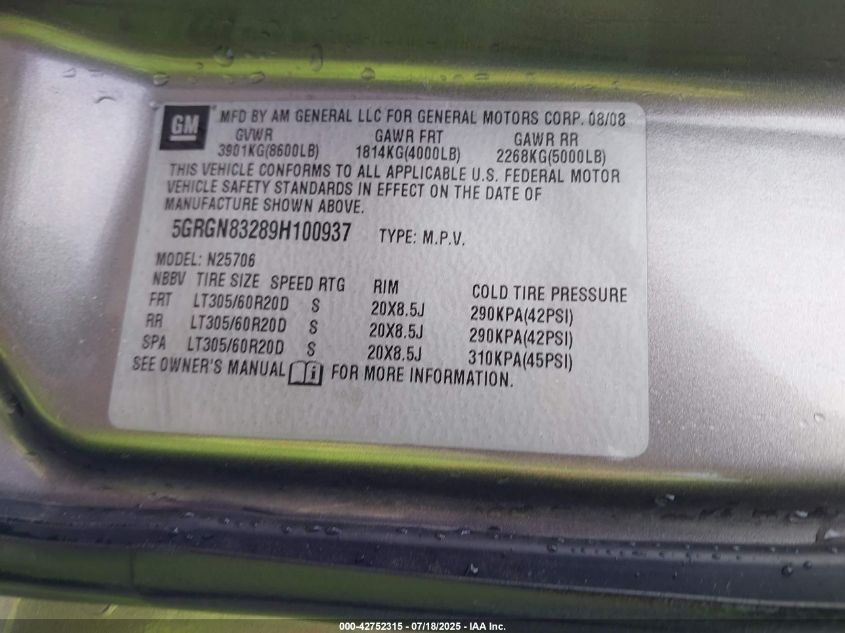 GM
MFD BY AM GENERAL LLC FOR GENERAL MOTORS CORP. 08/08
GVWR GAWR FRT GAWR RR
3901KG(8600LB) 1814KG(4000LB) 2268KG(5000LB)
THIS VEHICLE CONFORMS TO ALL APPLICABLE U.S. FEDERAL MOTOR
VEHICLE SAFETY STANDARDS IN EFFECT ON THE DATE OF
MANUFACTURE SHOWN ABOVE.
5GRGN83289H100937 TYPE: M.P.V.
MODEL: N25706
NBBV TIRE SIZE SPEED RTG RIM COLD TIRE PRESSURE
FRT LT305/60R20D S 20X8.5J 290KPA(42PSI)
RR LT305/60R20D S 20X8.5J 290KPA(42PSI)
SPA LT305/60R20D S 20X8.5J 310KPA(45PSI)
SEE OWNER'S MANUAL i FOR MORE INFORMATION.
000-42752315 - 07/18/2025 - IAA Inc.